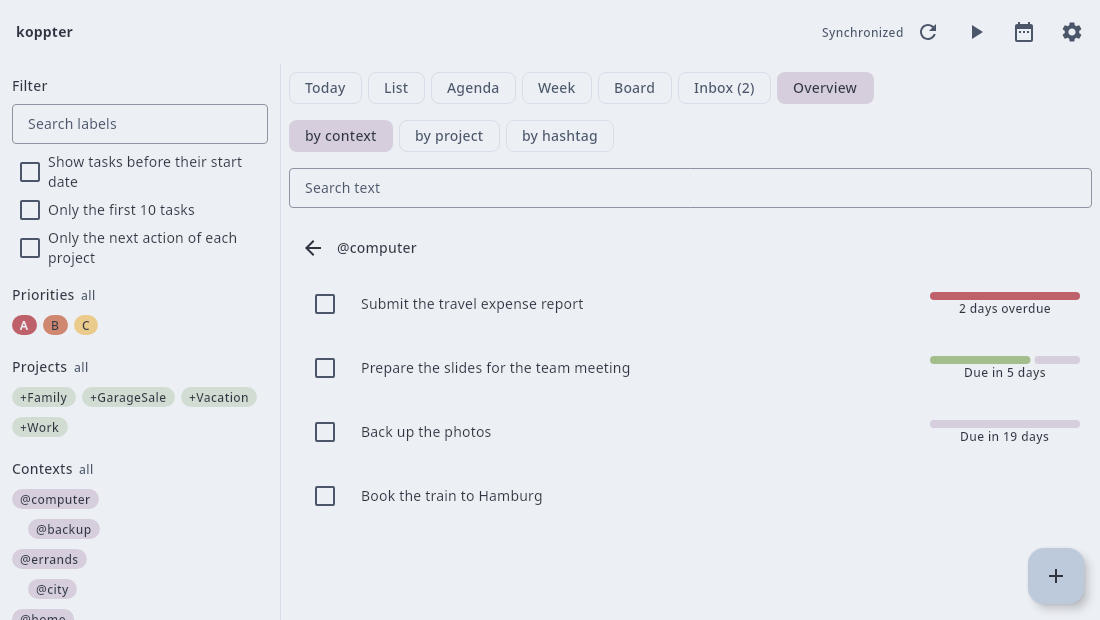 koppter
Synchronized
Filter
Search labels
Show tasks before their start
date
Only the first 10 tasks
Only the next action of each
project
Priorities all
A B C
Projects all
+Family +GarageSale +Vacation
+Work
Contexts all
@computer
@backup
@errands
@city
@home
Today List Agenda Week Board Inbox (2) Overview
by context by project by hashtag
Search text
@computer
Submit the travel expense report
2 days overdue
Prepare the slides for the team meeting
Due in 5 days
Back up the photos
Due in 19 days
Book the train to Hamburg